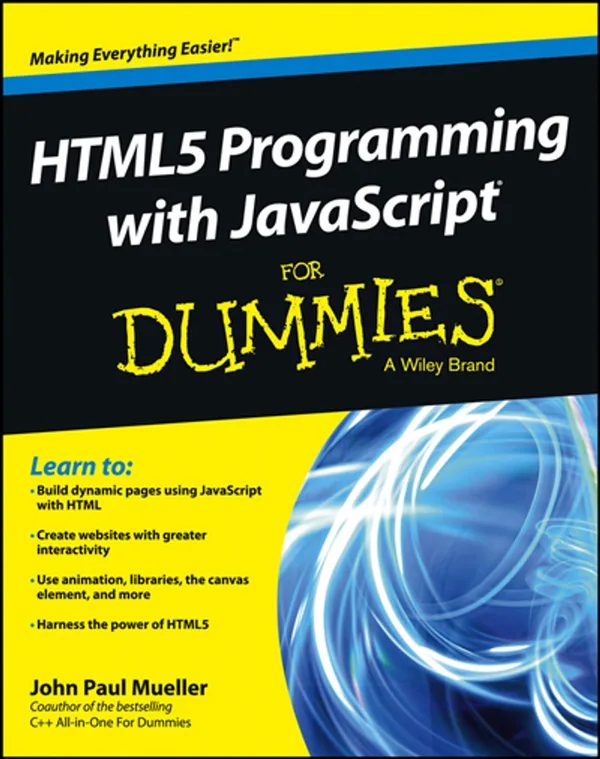 Making Everything Easier!™
HTML5 Programming
with JavaScript®
FOR
DUMMIES®
A Wiley Brand
Learn to:
• Build dynamic pages using JavaScript
with HTML
• Create websites with greater
interactivity
• Use animation, libraries, the canvas
element, and more
• Harness the power of HTML5
John Paul Mueller
Coauthor of the bestselling
C++ All-in-One For Dummies